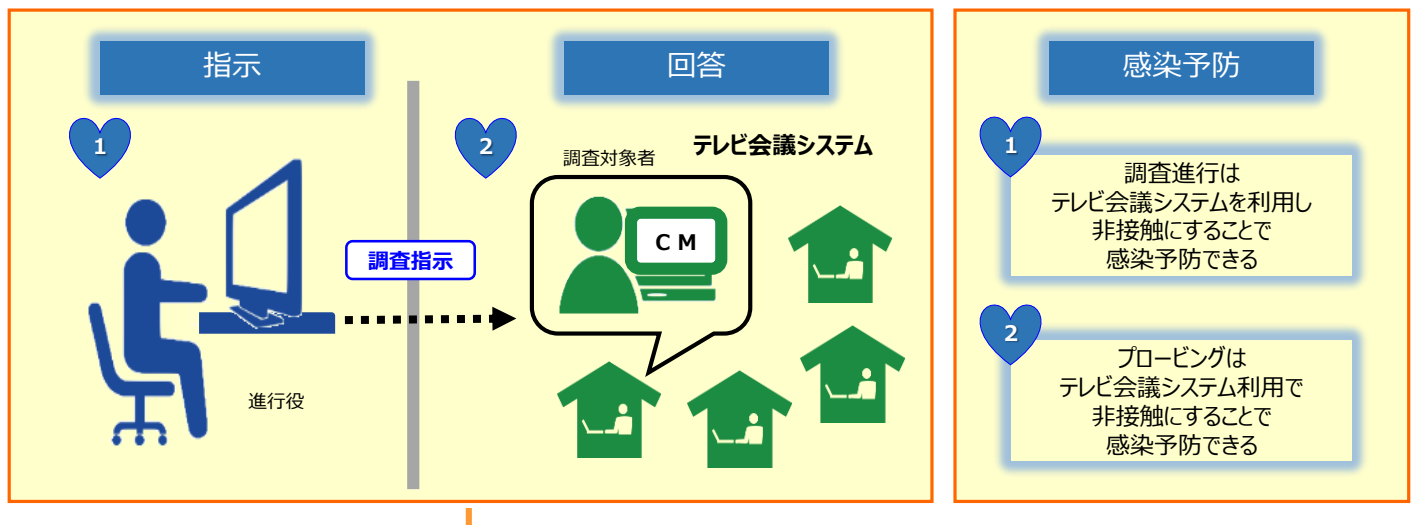 指示
1
調査指示
進行役
回答
2
テレビ会議システム
調査対象者
ＣＭ
感染予防
1
調査進行は
テレビ会議システムを利用し
非接触にすることで
感染予防できる
2
プロービングは
テレビ会議システム利用で
非接触にすることで
感染予防できる